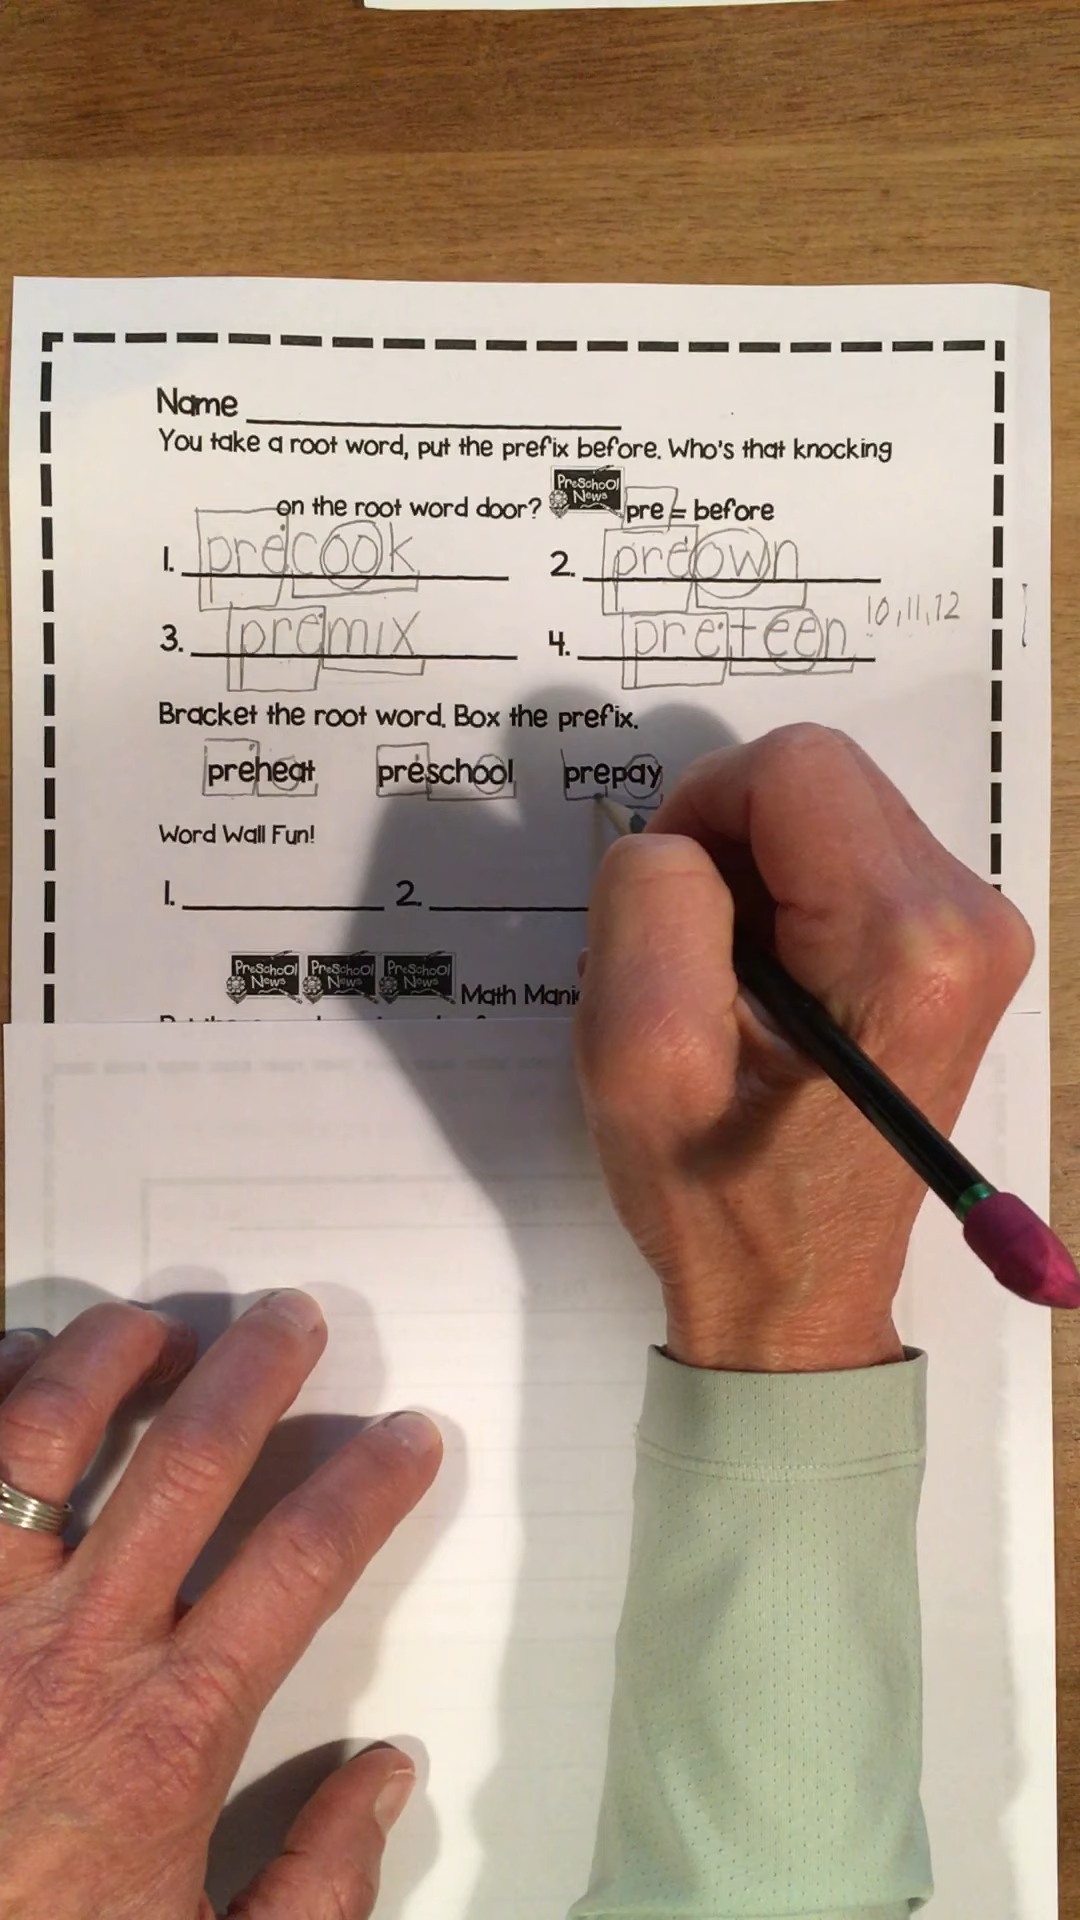 Name
You take a root word, put the prefix before. Who's that knocking
on the root word door? PreSchool News pre = before
1. precook 2. preown
3. premix 4. preteen 10, 11, 12
Bracket the root word. Box the prefix.
preheat preschool prepay
Word Wall Fun!
1. 2.
PreSchool News PreSchool News PreSchool News Math